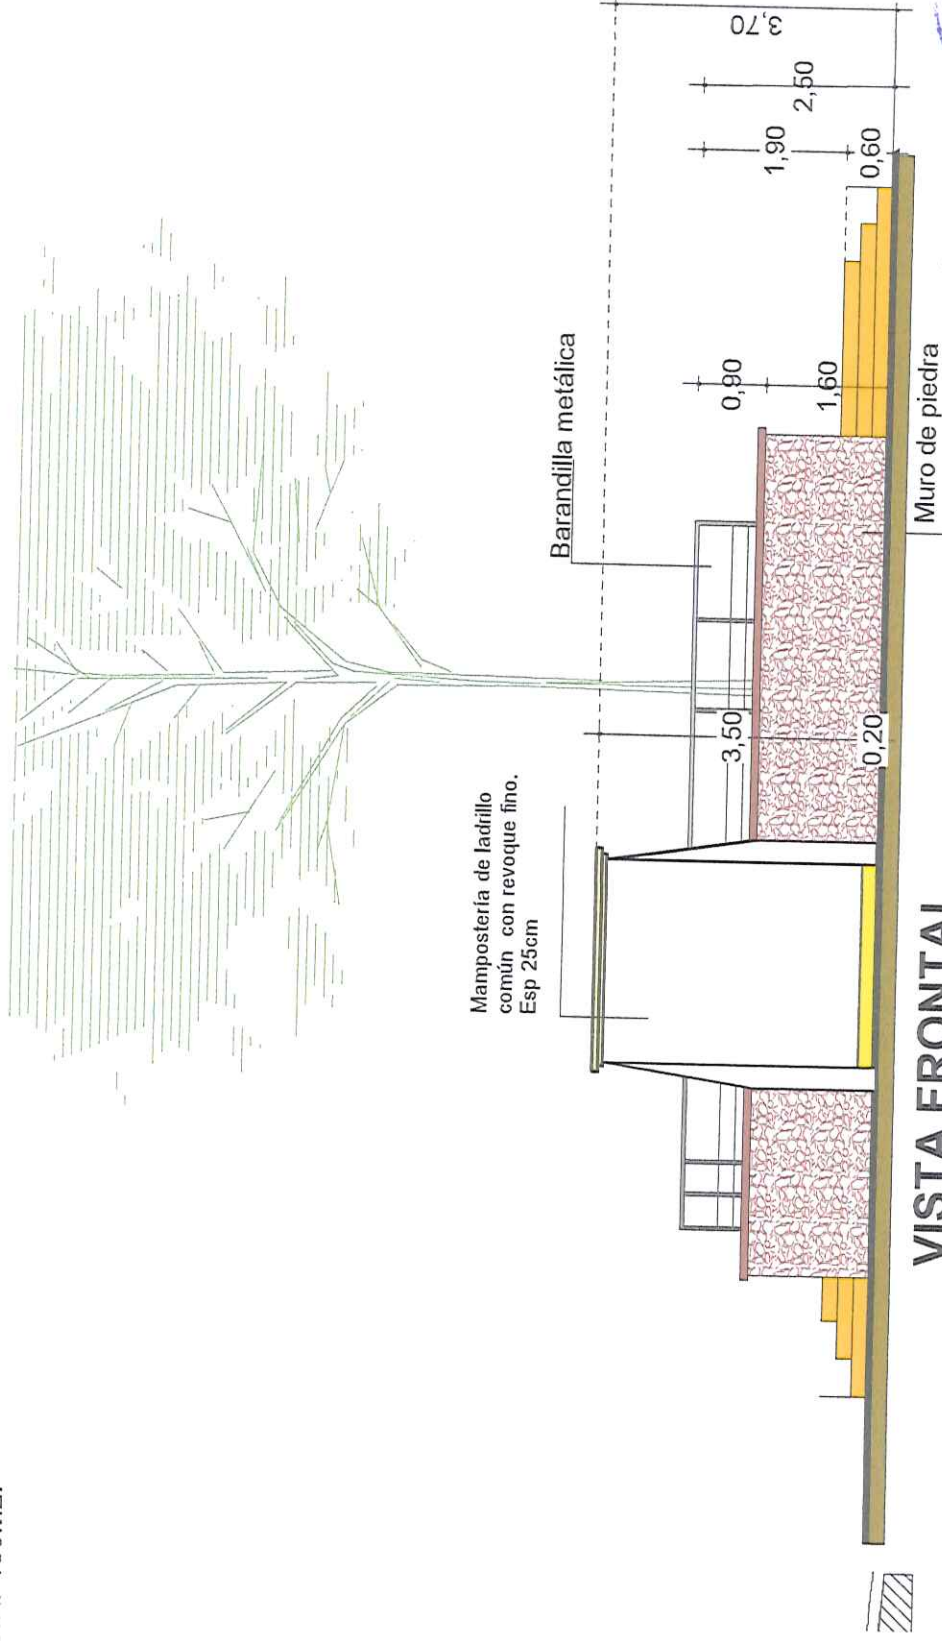 3,70
2,50
1,90
0,60
Barandilla metálica
0,90
1,60
Mampostería de ladrillo
común con revoque fino.
Esp 25cm
3,50
0,20
Muro de piedra
VISTA FRONTAL